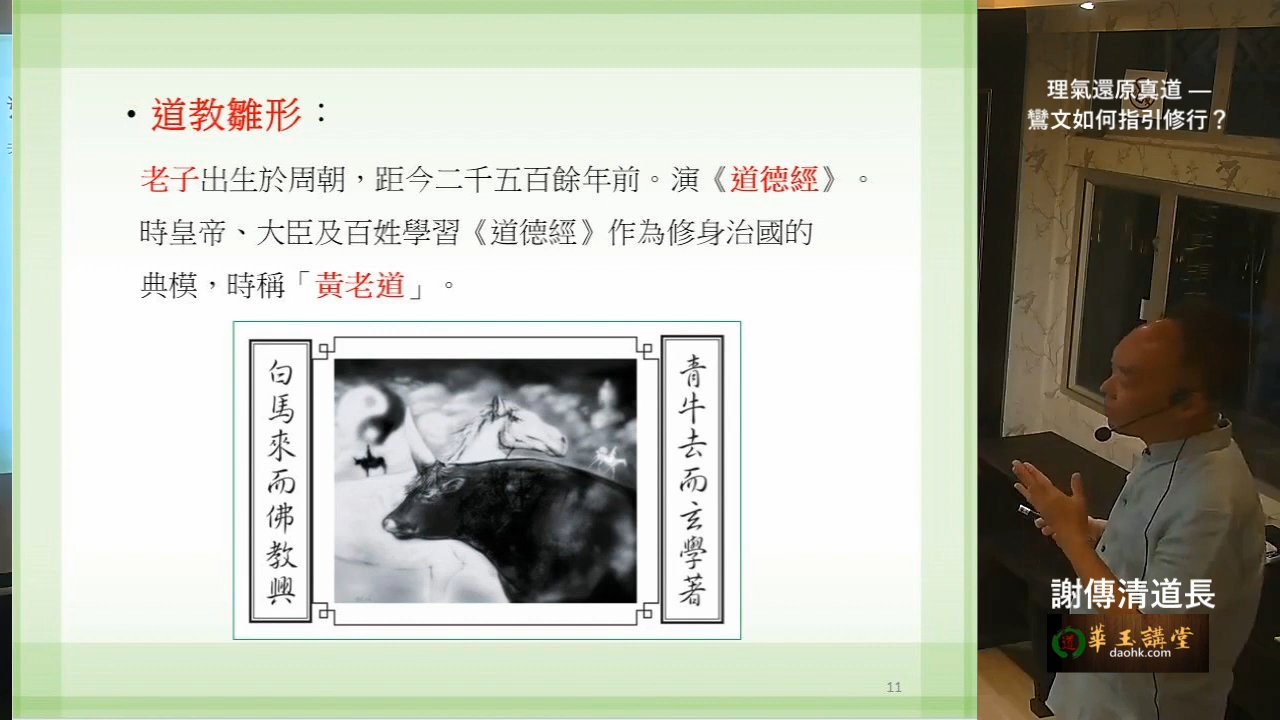 • 道教雛形：
老子出生於周朝，距今二千五百餘年前。演《道德經》。
時皇帝、大臣及百姓學習《道德經》作為修身治國的
典模，時稱「黃老道」。
青牛去而玄學著
白馬來而佛教興
11
理氣還原真道 —
鸞文如何指引修行？
謝傳清道長
道 華玉講堂
daohk.com